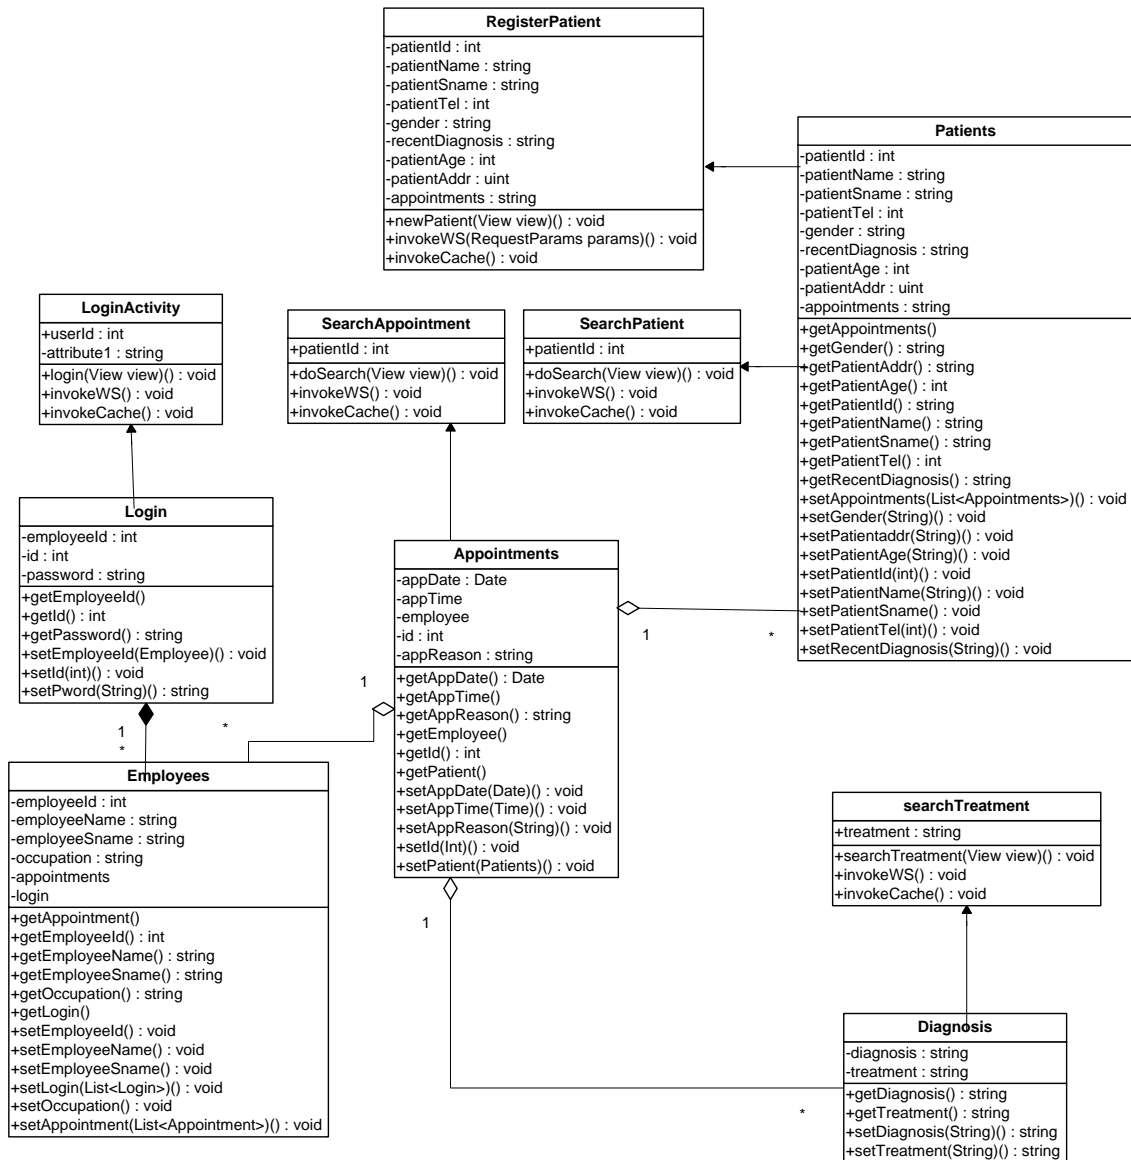 RegisterPatient
-patientId : int
-patientName : string
-patientSname : string
-patientTel : int
-gender : string
-recentDiagnosis : string
-patientAge : int
-patientAddr : uint
-appointments : string
+newPatient(View view)() : void
+invokeWS(RequestParams params)() : void
+invokeCache() : void
Patients
-patientId : int
-patientName : string
-patientSname : string
-patientTel : int
-gender : string
-recentDiagnosis : string
-patientAge : int
-patientAddr : uint
-appointments : string
+getAppointments()
+getGender() : string
+getPatientAddr() : string
+getPatientAge() : int
+getPatientId() : string
+getPatientName() : string
+getPatientSname() : string
+getPatientTel() : int
+getRecentDiagnosis() : string
+setAppointments(List<Appointments>)() : void
+setGender(String)() : void
+setPatientaddr(String)() : void
+setPatientAge(String)() : void
+setPatientId(int)() : void
+setPatientName(String)() : void
+setPatientSname() : void
+setPatientTel(int)() : void
+setRecentDiagnosis(String)() : void
LoginActivity
+userId : int
-attribute1 : string
+login(View view)() : void
+invokeWS() : void
+invokeCache() : void
SearchAppointment
+patientId : int
+doSearch(View view)() : void
+invokeWS() : void
+invokeCache() : void
SearchPatient
+patientId : int
+doSearch(View view)() : void
+invokeWS() : void
+invokeCache() : void
Login
-employeeId : int
-id : int
-password : string
+getEmployeeId()
+getId() : int
+getPassword() : string
+setEmployeeId(Employee)() : void
+setId(int)() : void
+setPword(String)() : string
Appointments
-appDate : Date
-appTime
-employee
-id : int
-appReason : string
+getAppDate() : Date
+getAppTime()
+getAppReason() : string
+getEmployee()
+getId() : int
+getPatient()
+setAppDate(Date)() : void
+setAppTime(Time)() : void
+setAppReason(String)() : void
+setId(Int)() : void
+setPatient(Patients)() : void
1
*
1
*
1
*
Employees
-employeeId : int
-employeeName : string
-employeeSname : string
-occupation : string
-appointments
-login
+getAppointment()
+getEmployeeId() : int
+getEmployeeName() : string
+getEmployeeSname() : string
+getOccupation() : string
+getLogin()
+setEmployeeId() : void
+setEmployeeName() : void
+setEmployeeSname() : void
+setLogin(List<Login>)() : void
+setOccupation() : void
+setAppointment(List<Appointment>)() : void
searchTreatment
+treatment : string
+searchTreatment(View view)() : void
+invokeWS() : void
+invokeCache() : void
1
*
Diagnosis
-diagnosis : string
-treatment : string
+getDiagnosis() : string
+getTreatment() : string
+setDiagnosis(String)() : string
+setTreatment(String)() : string